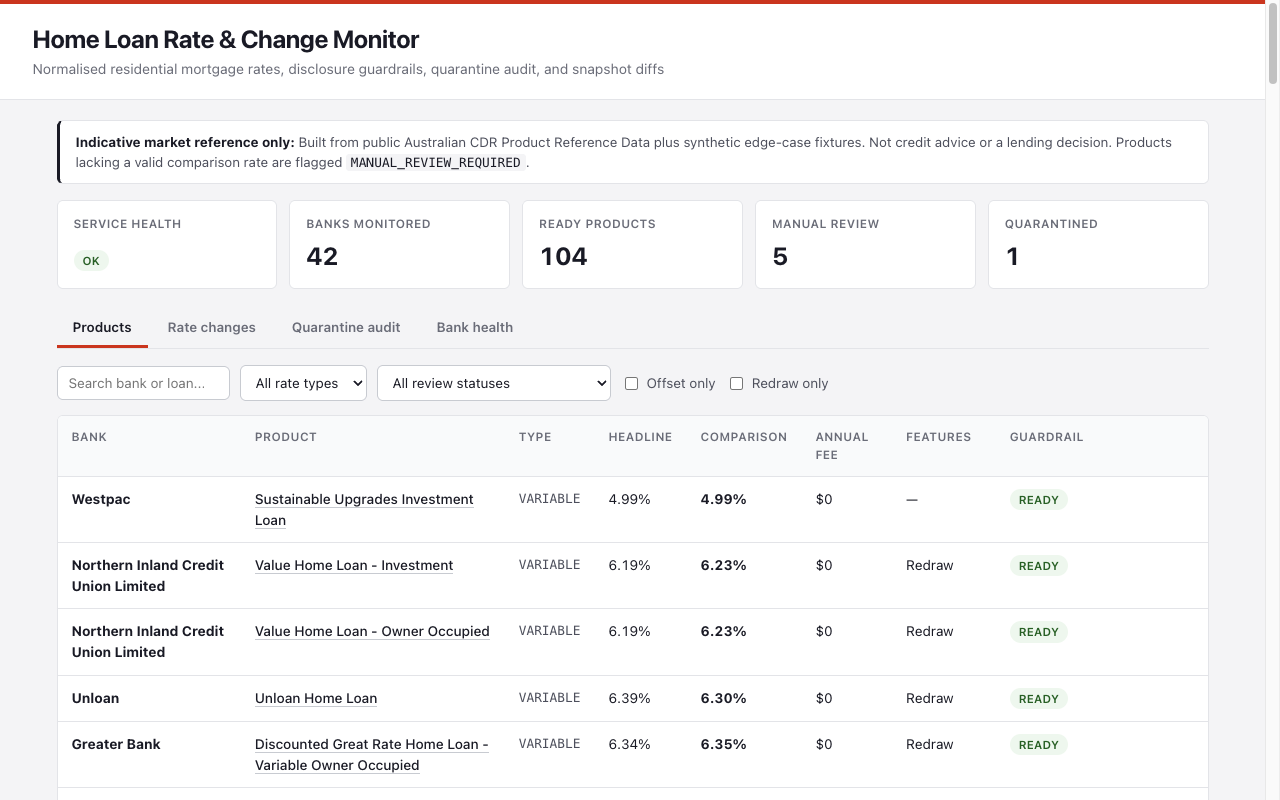 Home Loan Rate & Change Monitor
Normalised residential mortgage rates, disclosure guardrails, quarantine audit, and snapshot diffs
Indicative market reference only: Built from public Australian CDR Product Reference Data plus synthetic edge-case fixtures. Not credit advice or a lending decision. Products
lacking a valid comparison rate are flagged MANUAL_REVIEW_REQUIRED.
SERVICE HEALTH
OK
BANKS MONITORED
42
READY PRODUCTS
104
MANUAL REVIEW
5
QUARANTINED
1
Products Rate changes Quarantine audit Bank health
Search bank or loan... All rate types All review statuses Offset only Redraw only
BANK PRODUCT TYPE HEADLINE COMPARISON ANNUAL FEE FEATURES GUARDRAIL
Westpac Sustainable Upgrades Investment Loan VARIABLE 4.99% 4.99% $0 — READY
Northern Inland Credit Union Limited Value Home Loan - Investment VARIABLE 6.19% 6.23% $0 Redraw READY
Northern Inland Credit Union Limited Value Home Loan - Owner Occupied VARIABLE 6.19% 6.23% $0 Redraw READY
Unloan Unloan Home Loan VARIABLE 6.39% 6.30% $0 Redraw READY
Greater Bank Discounted Great Rate Home Loan - Variable Owner Occupied VARIABLE 6.34% 6.35% $0 Redraw READY